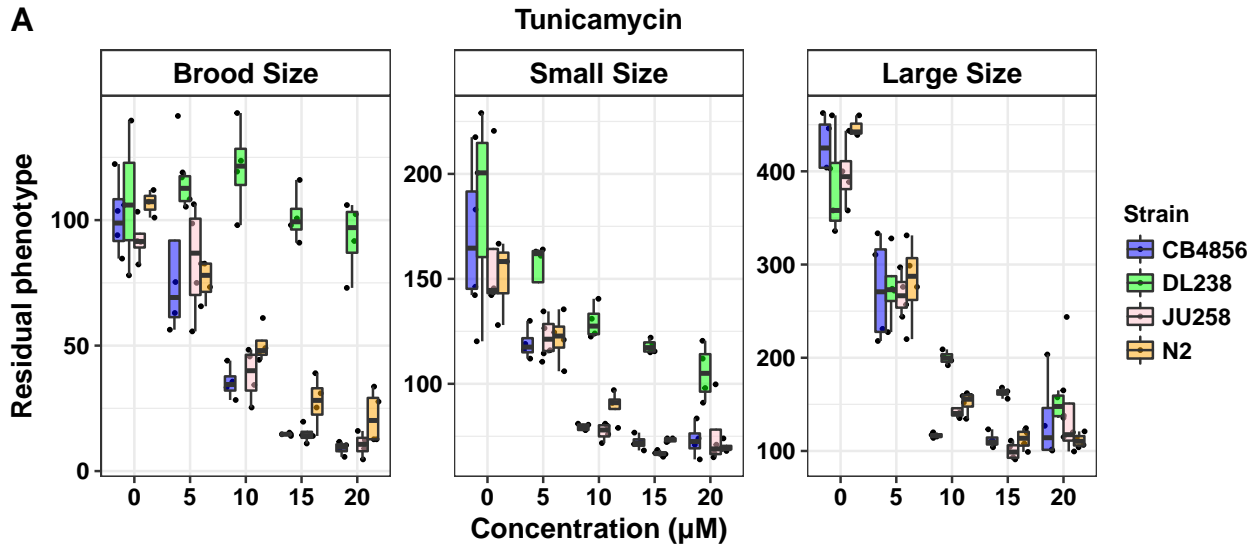 A
Tunicamycin
Brood Size
Small Size
Large Size
Residual phenotype
100
50
0
200
150
100
400
300
200
100
0 5 10 15 20
0 5 10 15 20
0 5 10 15 20
Concentration (µM)
Strain
CB4856
DL238
JU258
N2